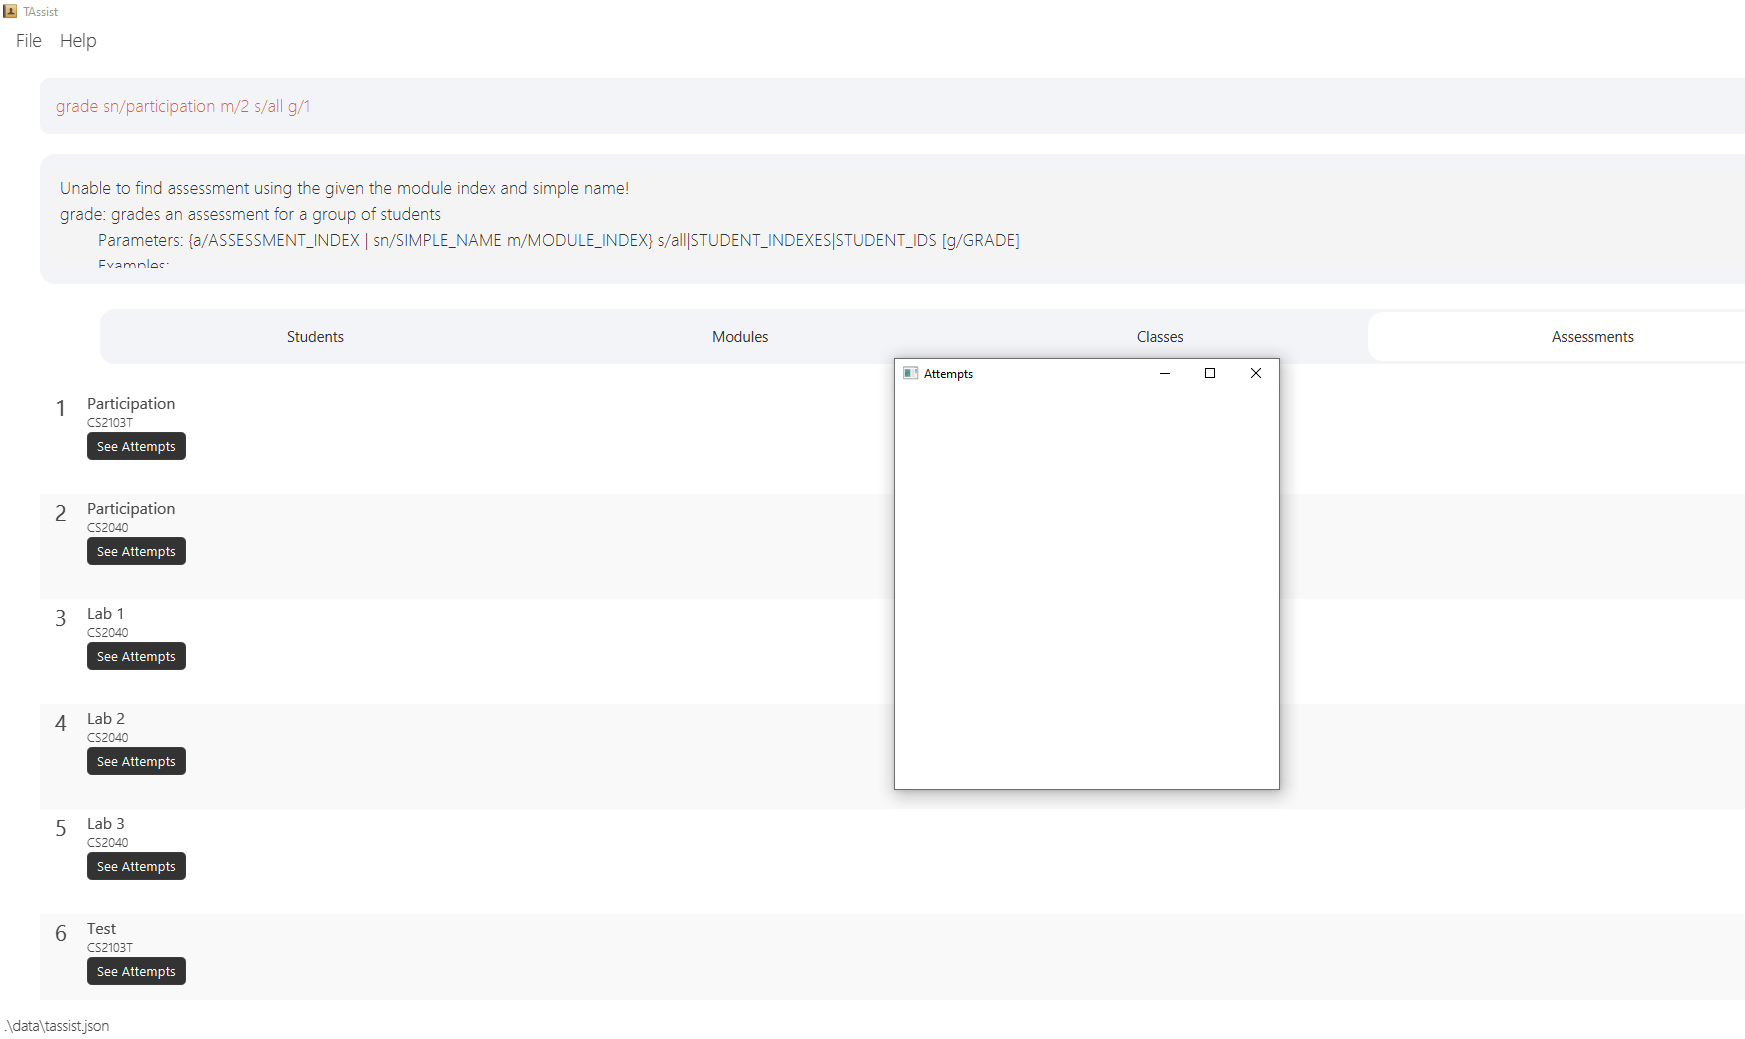 TAssist
File Help
grade sn/participation m/2 s/all g/1
Unable to find assessment using the given the module index and simple name!
grade: grades an assessment for a group of students
Parameters: {a/ASSESSMENT_INDEX | sn/SIMPLE_NAME m/MODULE_INDEX} s/all|STUDENT_INDEXES|STUDENT_IDS [g/GRADE]
Examples:
Students Modules Classes Assessments
Attempts
1 Participation
CS2103T
See Attempts
2 Participation
CS2040
See Attempts
3 Lab 1
CS2040
See Attempts
4 Lab 2
CS2040
See Attempts
5 Lab 3
CS2040
See Attempts
6 Test
CS2103T
See Attempts
.\data\tassist.json